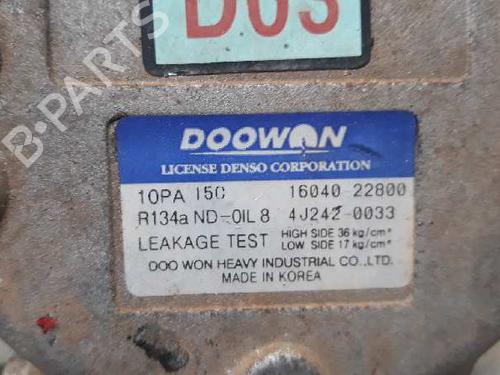 D03
DOOWON
LICENSE DENSO CORPORATION
10PA 15C 16040-22800
R134a ND-OIL 8 4J242-0033
LEAKAGE TEST HIGH SIDE 36 kg/cm²
LOW SIDE 17 kg/cm²
DOO WON HEAVY INDUSTRIAL CO.,LTD.
MADE IN KOREA
B-PARTS